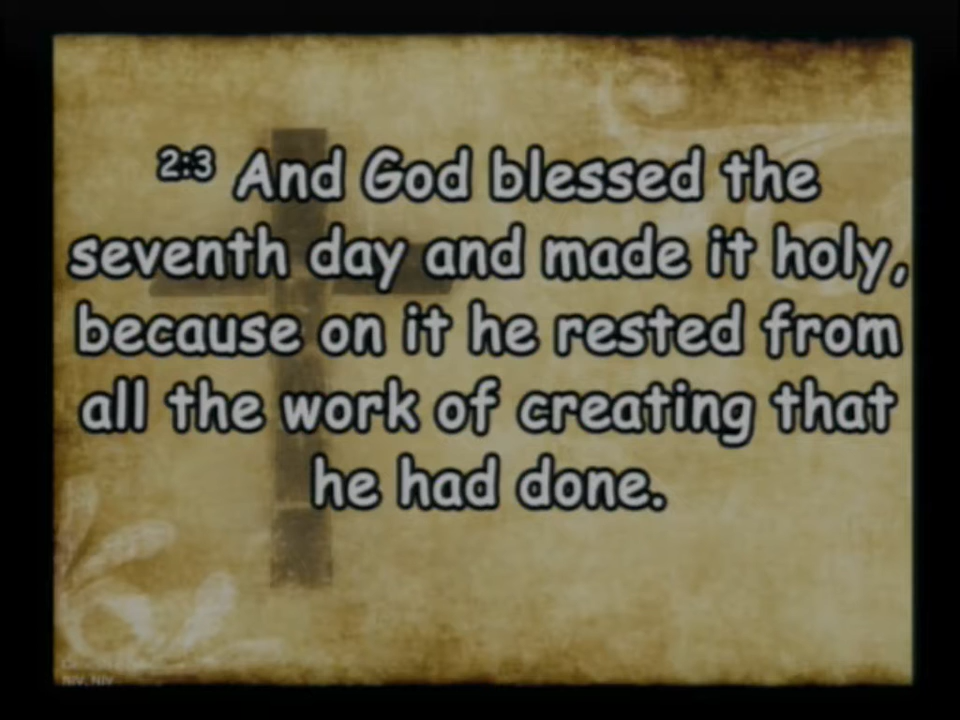 2:3 And God blessed the
seventh day and made it holy,
because on it he rested from
all the work of creating that
he had done.
NIV, NIV